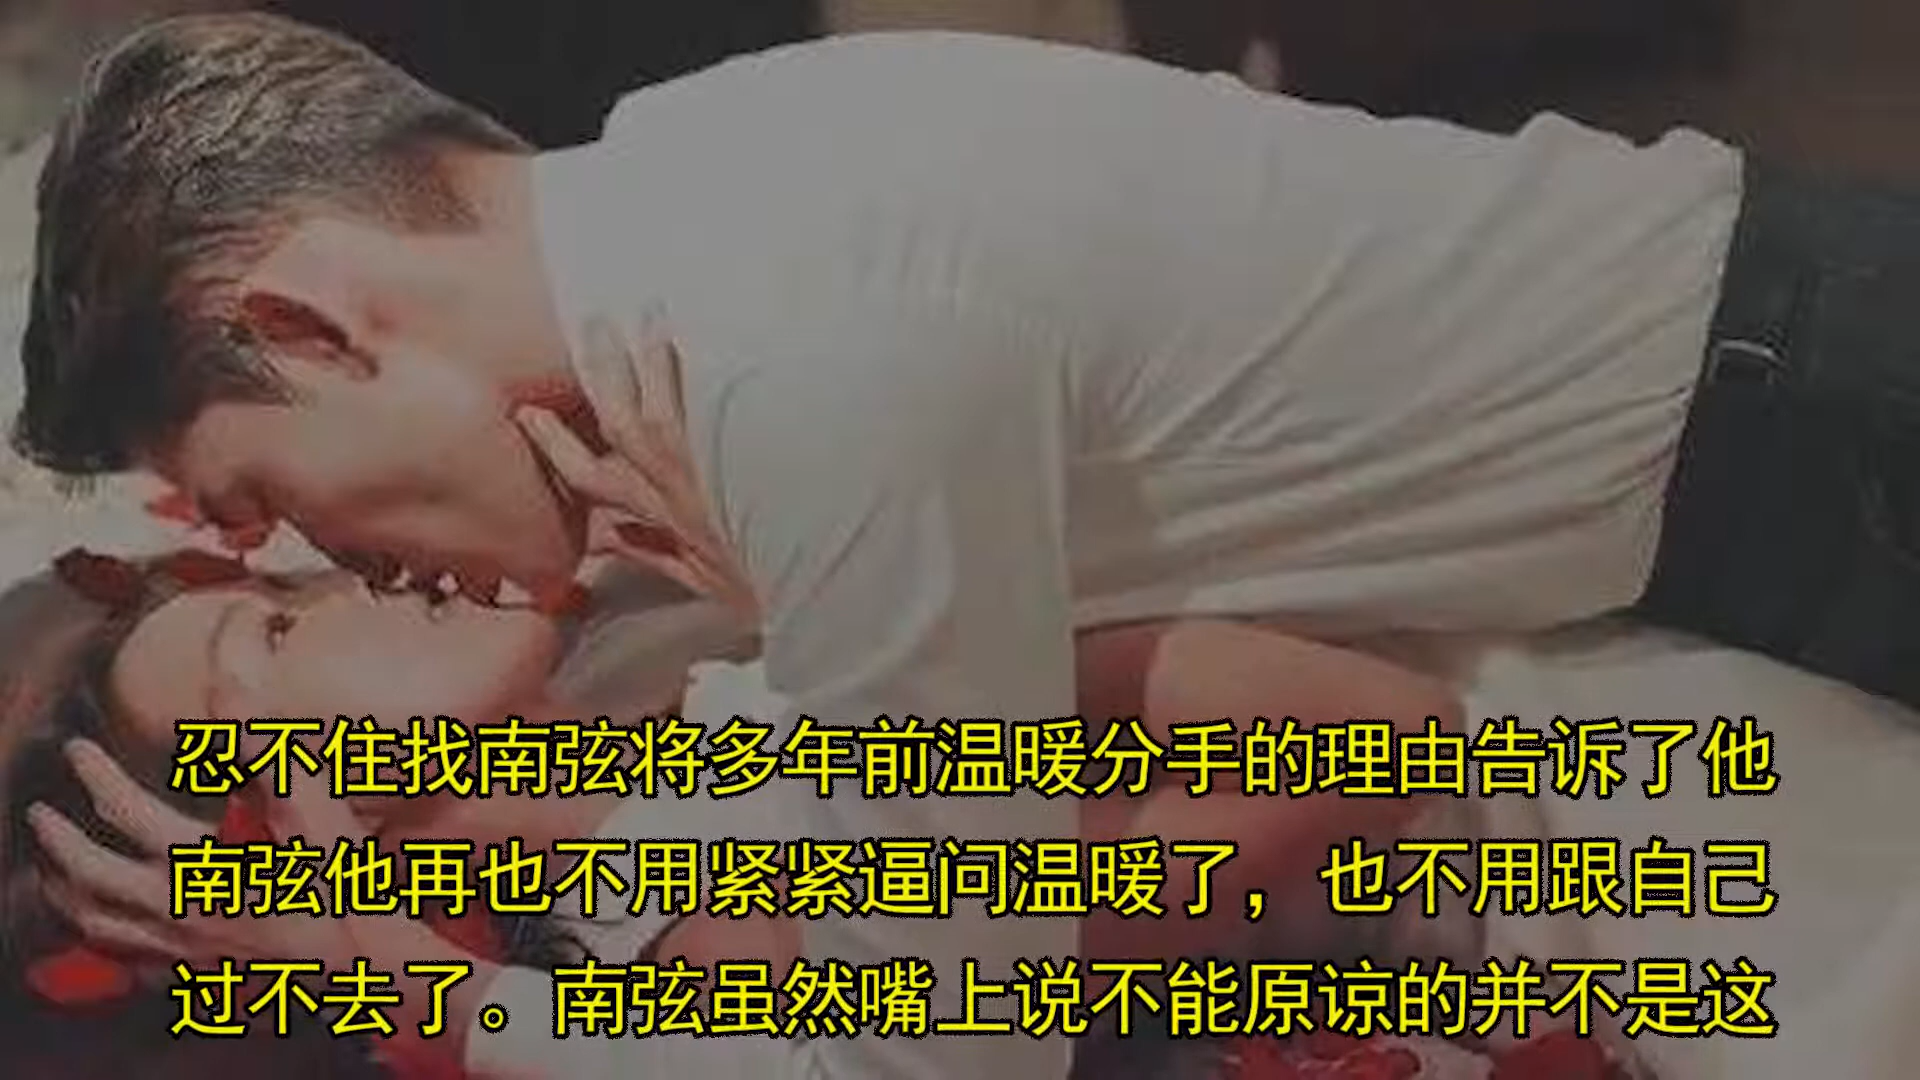 忍不住找南弦将多年前温暖分手的理由告诉了他
南弦他再也不用紧紧逼问温暖了，也不用跟自己
过不去了。南弦虽然嘴上说不能原谅的并不是这